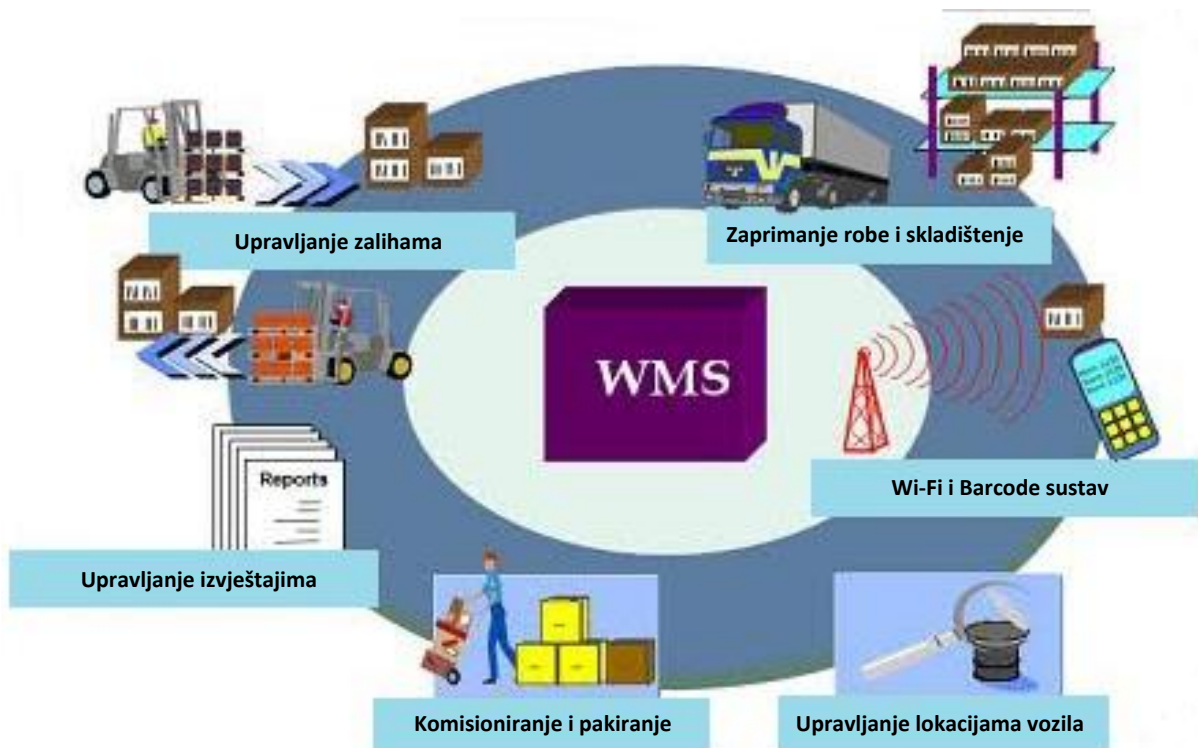 Upravljanje zalihama
Zaprimanje robe i skladištenje
WMS
Wi-Fi i Barcode sustav
Reports
Upravljanje izvještajima
Komisioniranje i pakiranje
Upravljanje lokacijama vozila